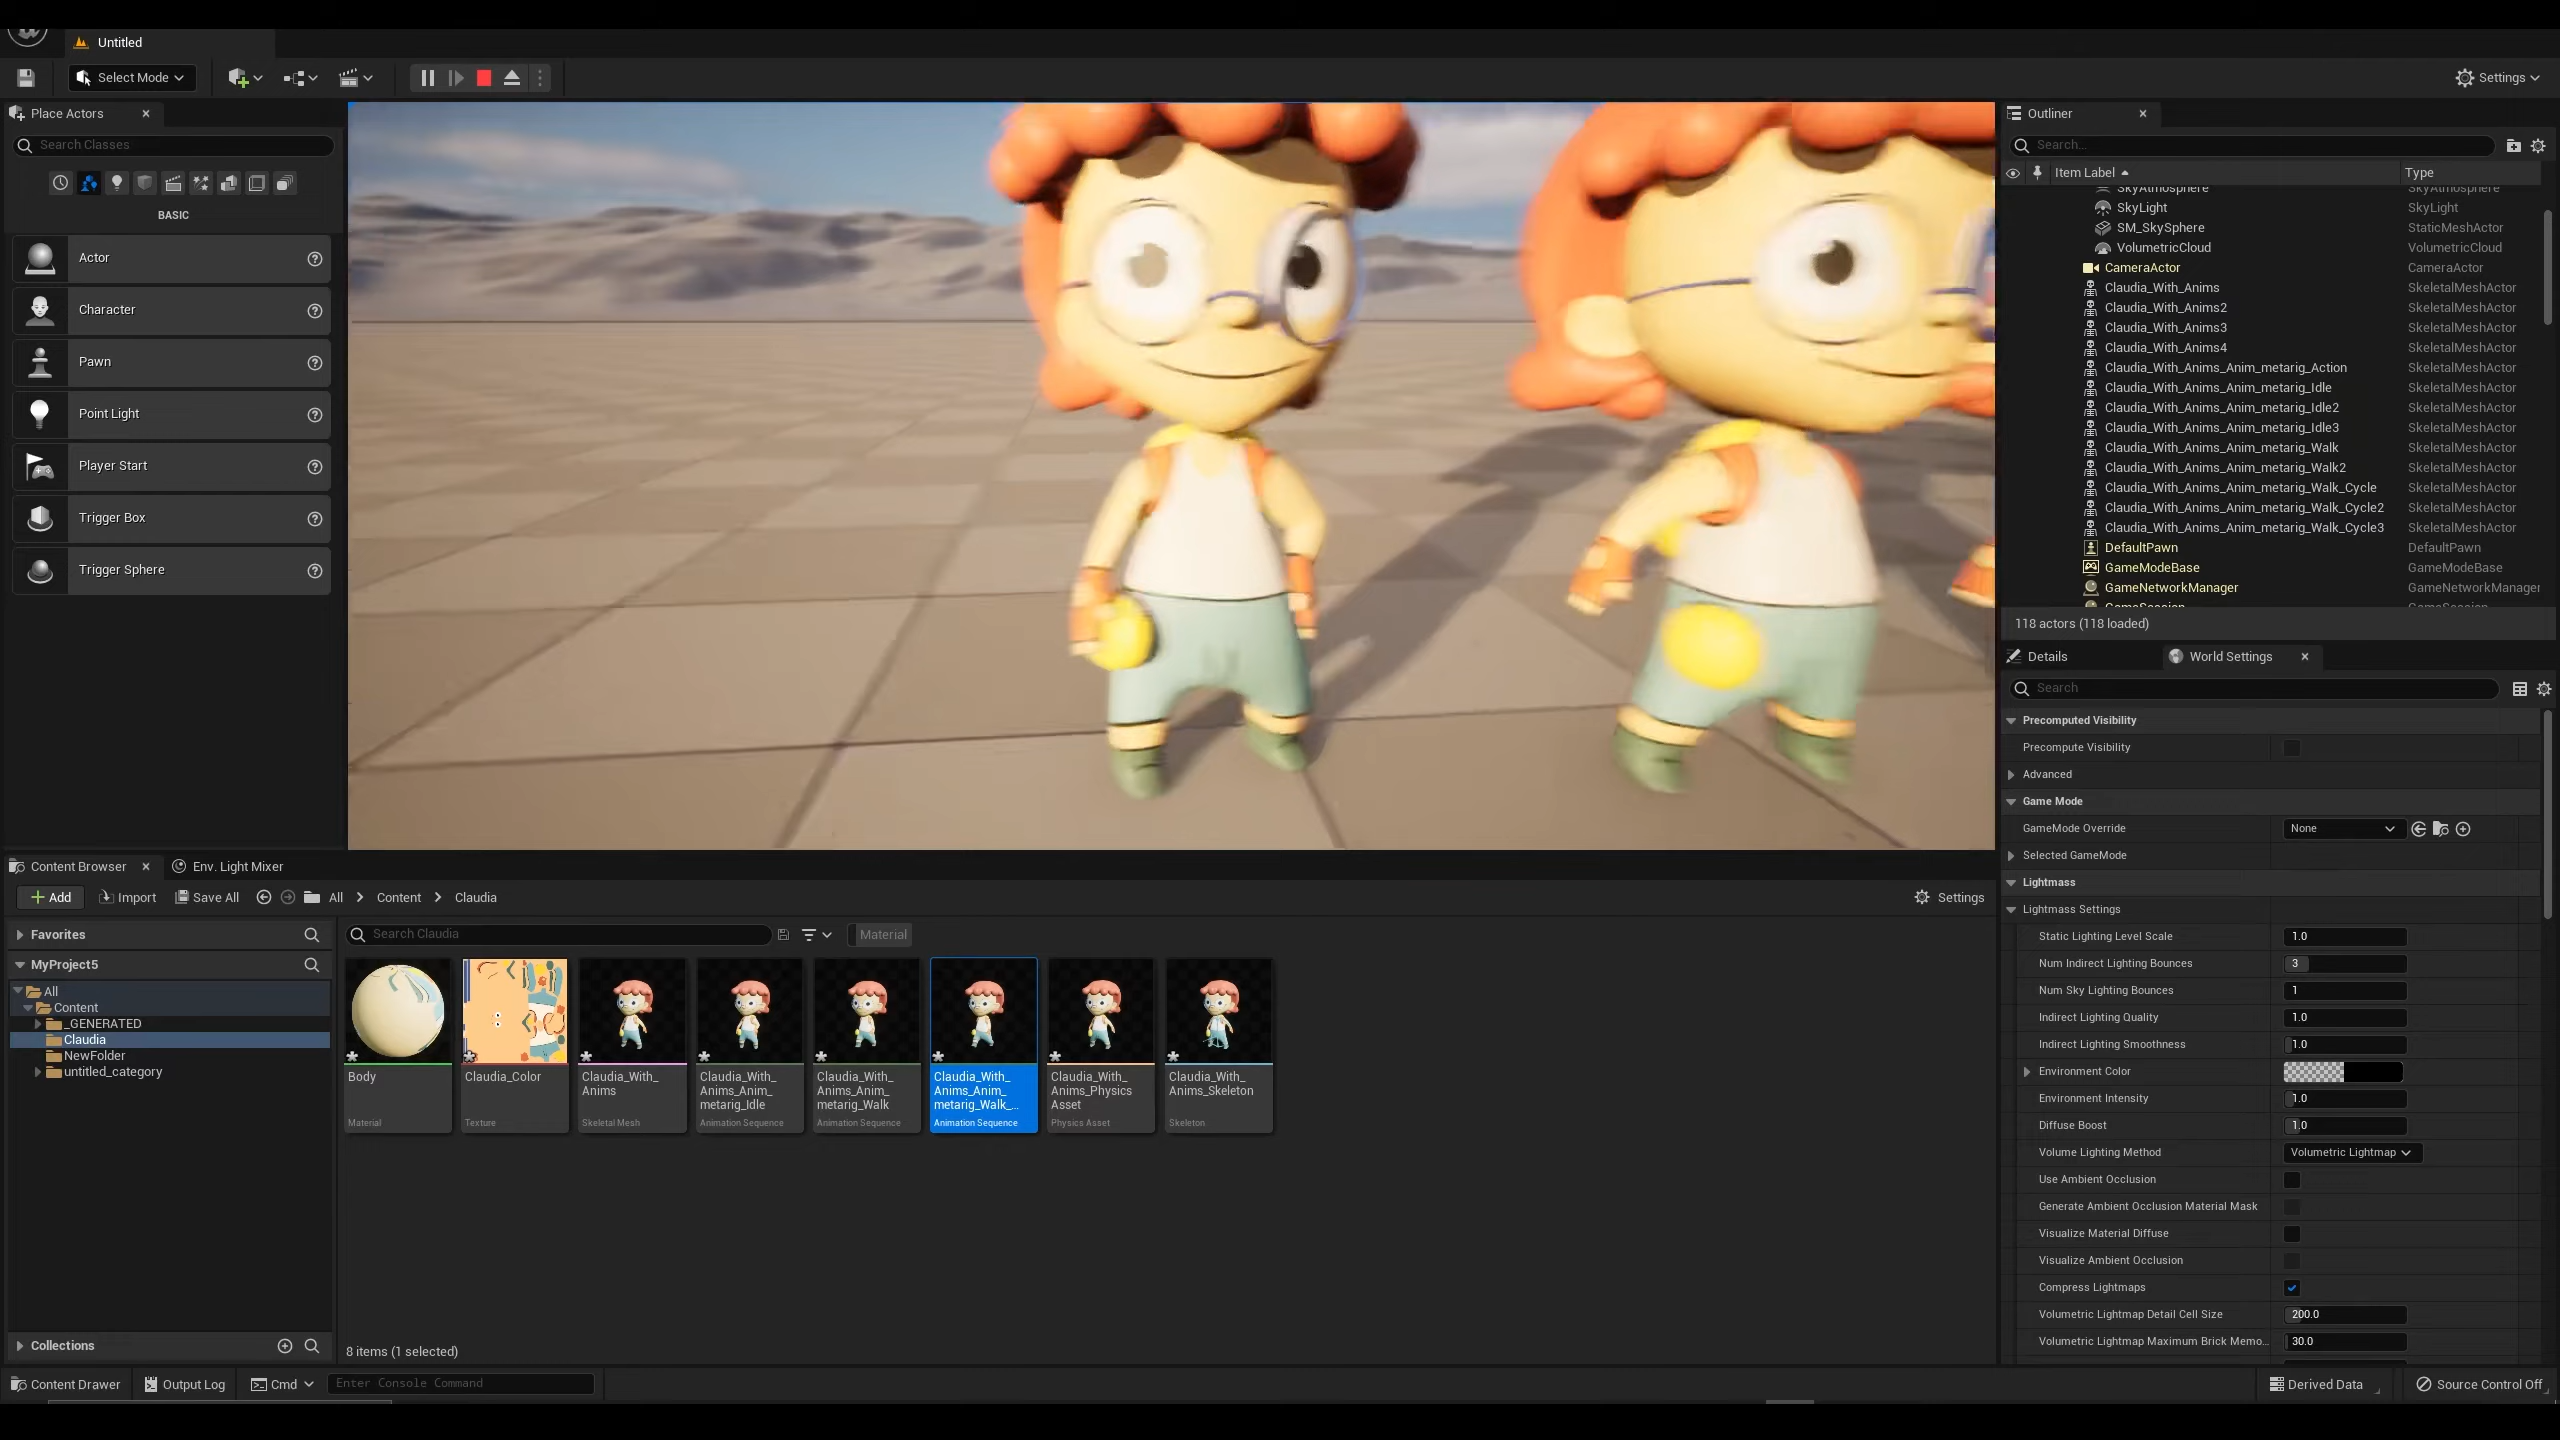 Untitled
Select Mode
Settings
Place Actors
Search Classes
BASIC
Actor
Character
Pawn
Point Light
Player Start
Trigger Box
Trigger Sphere
Outliner
Search...
Item Label
Type
SkyAtmosphere SkyAtmosphere
SkyLight SkyLight
SM_SkySphere StaticMeshActor
VolumetricCloud VolumetricCloud
CameraActor CameraActor
Claudia_With_Anims SkeletalMeshActor
Claudia_With_Anims2 SkeletalMeshActor
Claudia_With_Anims3 SkeletalMeshActor
Claudia_With_Anims4 SkeletalMeshActor
Claudia_With_Anims_Anim_metarig_Action SkeletalMeshActor
Claudia_With_Anims_Anim_metarig_Idle SkeletalMeshActor
Claudia_With_Anims_Anim_metarig_Idle2 SkeletalMeshActor
Claudia_With_Anims_Anim_metarig_Idle3 SkeletalMeshActor
Claudia_With_Anims_Anim_metarig_Walk SkeletalMeshActor
Claudia_With_Anims_Anim_metarig_Walk2 SkeletalMeshActor
Claudia_With_Anims_Anim_metarig_Walk_Cycle SkeletalMeshActor
Claudia_With_Anims_Anim_metarig_Walk_Cycle2 SkeletalMeshActor
Claudia_With_Anims_Anim_metarig_Walk_Cycle3 SkeletalMeshActor
DefaultPawn DefaultPawn
GameModeBase GameModeBase
GameNetworkManager GameNetworkManager
118 actors (118 loaded)
Details
World Settings
Search
Precomputed Visibility
Precompute Visibility
Advanced
Game Mode
GameMode Override None
Selected GameMode
Lightmass
Lightmass Settings
Static Lighting Level Scale 1.0
Num Indirect Lighting Bounces 3
Num Sky Lighting Bounces 1
Indirect Lighting Quality 1.0
Indirect Lighting Smoothness 1.0
Environment Color
Environment Intensity 1.0
Diffuse Boost 1.0
Volume Lighting Method Volumetric Lightmap
Use Ambient Occlusion
Generate Ambient Occlusion Material Mask
Visualize Material Diffuse
Visualize Ambient Occlusion
Compress Lightmaps
Volumetric Lightmap Detail Cell Size 200.0
Volumetric Lightmap Maximum Brick Memo... 30.0
Content Browser
Env. Light Mixer
Add
Import
Save All
All
Content
Claudia
Settings
Favorites
MyProject5
All
Content
_GENERATED
Claudia
NewFolder
untitled_category
Collections
Search Claudia
Material
Body
Material
Claudia_Color
Texture
Claudia_With_
Anims
Skeletal Mesh
Claudia_With_
Anims_Anim_
metarig_Idle
Animation Sequence
Claudia_With_
Anims_Anim_
metarig_Walk
Animation Sequence
Claudia_With_
Anims_Anim_
metarig_Walk_...
Animation Sequence
Claudia_With_
Anims_Physics
Asset
Physics Asset
Claudia_With_
Anims_Skeleton
Skeleton
8 items (1 selected)
Content Drawer
Output Log
Cmd
Enter Console Command
Derived Data
Source Control Off